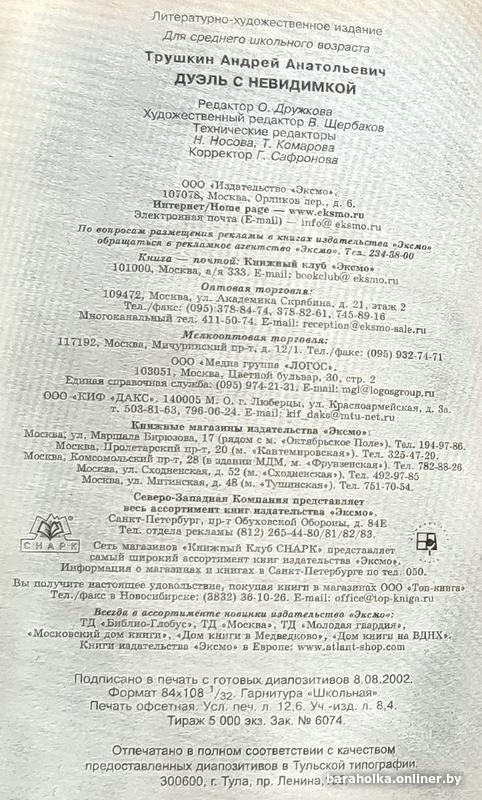 Литературно-художественное издание
Для среднего школьного возраста
Трушкин Андрей Анатольевич
ДУЭЛЬ С НЕВИДИМКОЙ
Редактор О. Дружкова
Художественный редактор В. Щербаков
Технические редакторы
Н. Носова, Т. Комарова
Корректор Г. Сафронова
ООО «Издательство «Эксмо».
107078, Москва, Орликов пер., д. 6.
Интернет/Home page — www.eksmo.ru
Электронная почта (E-mail) — info@ eksmo.ru
По вопросам размещения рекламы в книгах издательства «Эксмо»
обращаться в рекламное агентство «Эксмо». Тел. 234-38-00
Книга — почтой: Книжный клуб «Эксмо»
101000, Москва, а/я 333. E-mail: bookclub@ eksmo.ru
Оптовая торговля:
109472, Москва, ул. Академика Скрябина, д. 21, этаж 2
Тел./факс: (095) 378-84-74, 378-82-61, 745-89-16
Многоканальный тел. 411-50-74. E-mail: reception@eksmo-sale.ru
Мелкооптовая торговля:
117192, Москва, Мичуринский пр-т, д. 12/1. Тел./факс: (095) 932-74-71
ООО «Медиа группа «ЛОГОС».
103051, Москва, Цветной бульвар, 30, стр. 2
Единая справочная служба: (095) 974-21-31. E-mail: mgl@logosgroup.ru
ООО «КИФ «ДАКС». 140005 М. О. г. Люберцы, ул. Красноармейская, д. 3а.
т. 503-81-63, 796-06-24. E-mail: kif_daks@mtu-net.ru
Книжные магазины издательства «Эксмо»:
Москва, ул. Маршала Бирюзова, 17 (рядом с м. «Октябрьское Поле»). Тел. 194-97-86.
Москва, Пролетарский пр-т, 20 (м. «Кантемировская»). Тел. 325-47-29.
Москва, Комсомольский пр-т, 28 (в здании МДМ, м. «Фрунзенская»). Тел. 782-88-26
Москва, ул. Сходненская, д. 52 (м. «Сходненская»). Тел. 492-97-85
Москва, ул. Митинская, д. 48 (м. «Тушинская»). Тел. 751-70-54.
Северо-Западная Компания представляет
весь ассортимент книг издательства «Эксмо».
Санкт-Петербург, пр-т Обуховской Обороны, д. 84Е
Тел. отдела рекламы (812) 265-44-80/81/82/83.
СНАРК
Сеть магазинов «Книжный Клуб СНАРК» представляет
самый широкий ассортимент книг издательства «Эксмо».
Информация о магазинах и книгах в Санкт-Петербурге по тел. 050.
Вы получите настоящее удовольствие, покупая книги в магазинах ООО «Топ-книга»
Тел./факс в Новосибирске: (3832) 36-10-26. E-mail: office@top-kniga.ru
Всегда в ассортименте новинки издательства «Эксмо»:
ТД «Библио-Глобус», ТД «Москва», ТД «Молодая гвардия»,
«Московский дом книги», «Дом книги в Медведково», «Дом книги на ВДНХ».
Книги издательства «Эксмо» в Европе: www.atlant-shop.com
Подписано в печать с готовых диапозитивов 8.08.2002.
Формат 84×108 1/32. Гарнитура «Школьная».
Печать офсетная. Усл. печ. л. 12,6. Уч.-изд. л. 8,4.
Тираж 5 000 экз. Зак. № 6074.
Отпечатано в полном соответствии с качеством
предоставленных диапозитивов в Тульской типографии.
300600, г. Тула, пр. Ленина,
baraholka.onliner.by